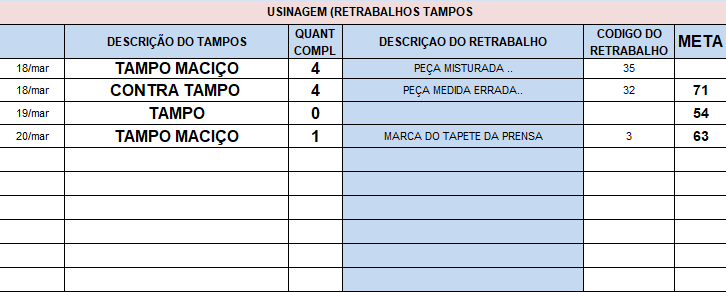 USINAGEM (RETRABALHOS TAMPOS
DESCRIÇÃO DO TAMPOS QUANT COMPL DESCRIÇAO DO RETRABALHO CODIGO DO RETRABALHO META
18/mar TAMPO MACIÇO 4 PEÇA MISTURADA .. 35
18/mar CONTRA TAMPO 4 PEÇA MEDIDA ERRADA.. 32 71
19/mar TAMPO 0 54
20/mar TAMPO MACIÇO 1 MARCA DO TAPETE DA PRENSA 3 63